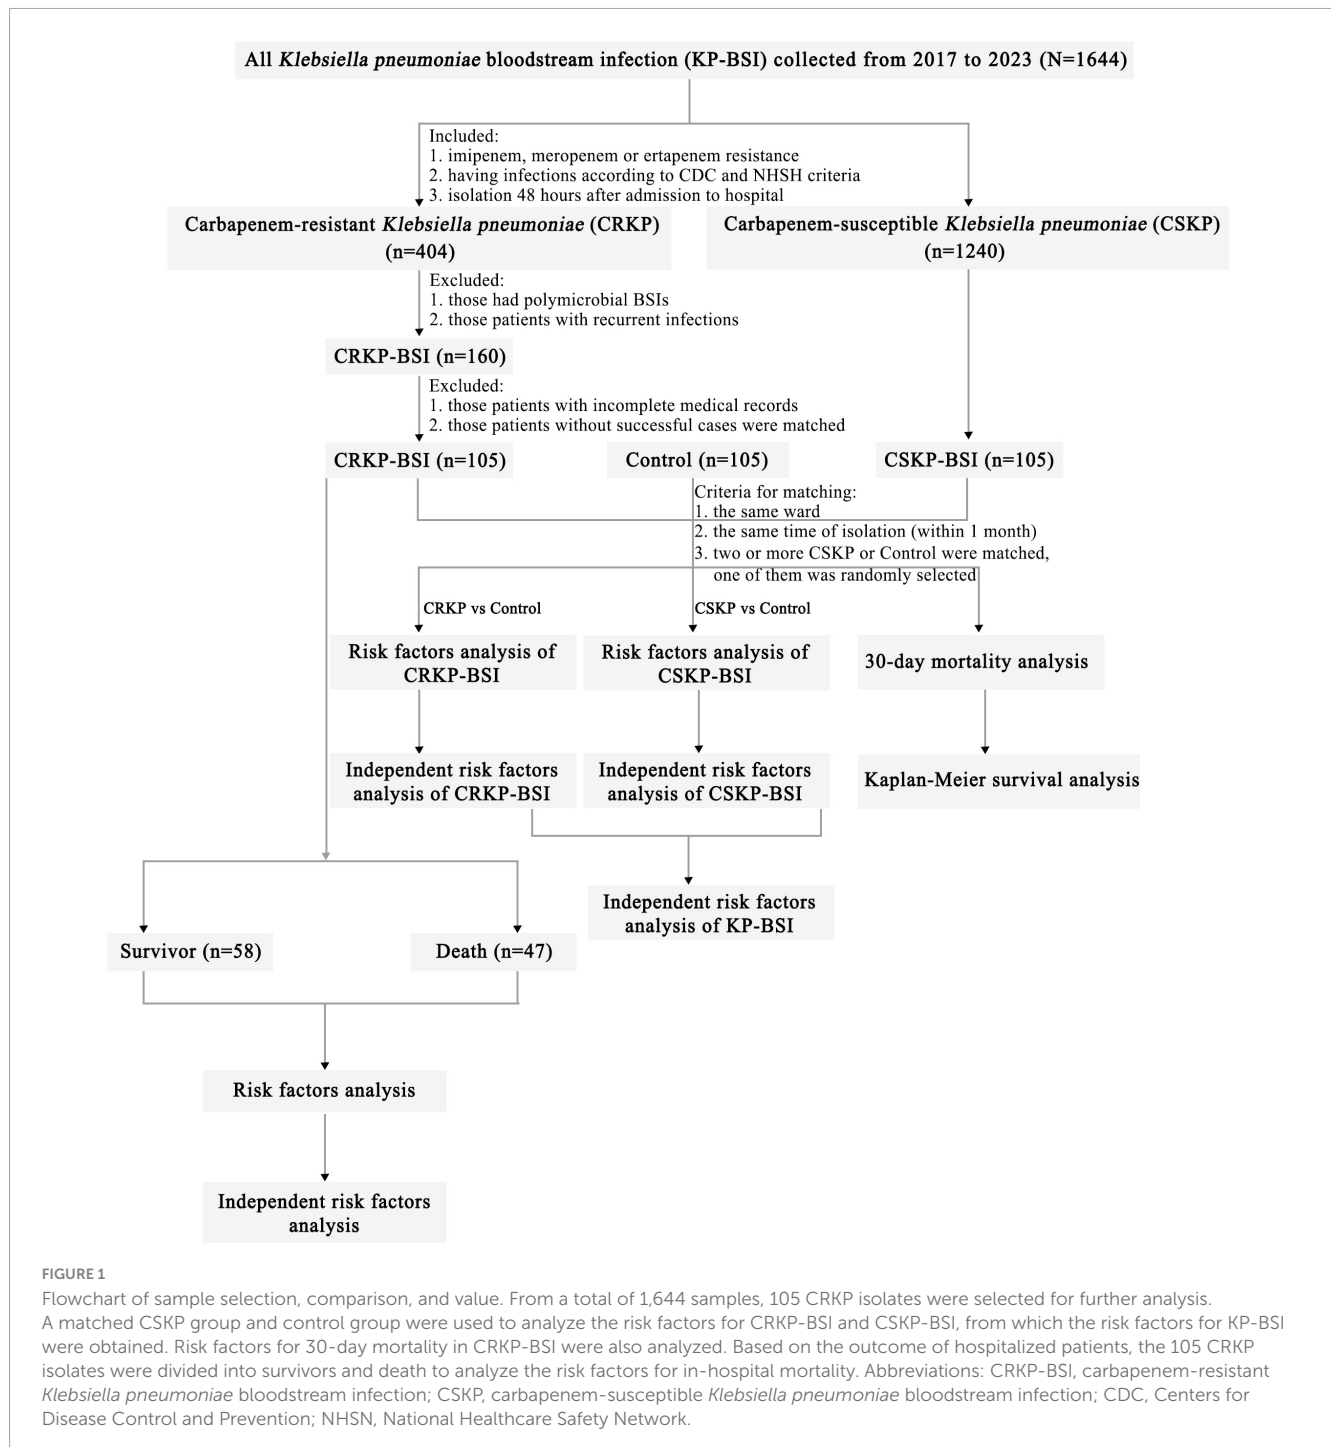 All Klebsiella pneumoniae bloodstream infection (KP-BSI) collected from 2017 to 2023 (N=1644)
Included:
1. imipenem, meropenem or ertapenem resistance
2. having infections according to CDC and NHSH criteria
3. isolation 48 hours after admission to hospital
Carbapenem-resistant Klebsiella pneumoniae (CRKP)
(n=404)
Carbapenem-susceptible Klebsiella pneumoniae (CSKP)
(n=1240)
Excluded:
1. those had polymicrobial BSIs
2. those patients with recurrent infections
CRKP-BSI (n=160)
Excluded:
1. those patients with incomplete medical records
2. those patients without successful cases were matched
CRKP-BSI (n=105)
Control (n=105)
CSKP-BSI (n=105)
Criteria for matching:
1. the same ward
2. the same time of isolation (within 1 month)
3. two or more CSKP or Control were matched,
one of them was randomly selected
CRKP vs Control
CSKP vs Control
Risk factors analysis of
CRKP-BSI
Risk factors analysis of
CSKP-BSI
30-day mortality analysis
Independent risk factors
analysis of CRKP-BSI
Independent risk factors
analysis of CSKP-BSI
Kaplan-Meier survival analysis
Independent risk factors
analysis of KP-BSI
Survivor (n=58)
Death (n=47)
Risk factors analysis
Independent risk factors
analysis
FIGURE 1
Flowchart of sample selection, comparison, and value. From a total of 1,644 samples, 105 CRKP isolates were selected for further analysis.
A matched CSKP group and control group were used to analyze the risk factors for CRKP-BSI and CSKP-BSI, from which the risk factors for KP-BSI
were obtained. Risk factors for 30-day mortality in CRKP-BSI were also analyzed. Based on the outcome of hospitalized patients, the 105 CRKP
isolates were divided into survivors and death to analyze the risk factors for in-hospital mortality. Abbreviations: CRKP-BSI, carbapenem-resistant
Klebsiella pneumoniae bloodstream infection; CSKP, carbapenem-susceptible Klebsiella pneumoniae bloodstream infection; CDC, Centers for
Disease Control and Prevention; NHSN, National Healthcare Safety Network.